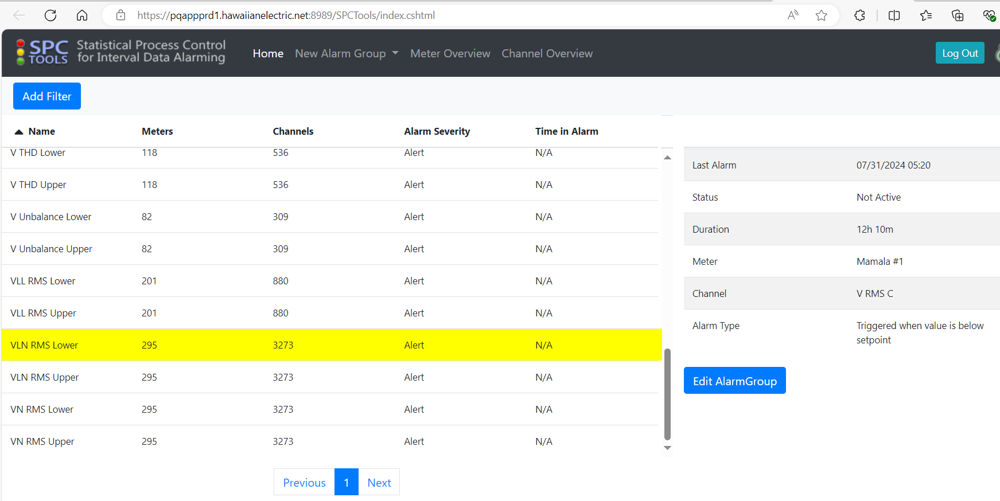 https://pqappprd1.hawaiianelectric.net:8989/SPCTools/index.cshtml
SPC TOOLS Statistical Process Control for Interval Data Alarming
Home New Alarm Group Meter Overview Channel Overview Log Out
Add Filter
Name Meters Channels Alarm Severity Time in Alarm
V THD Lower 118 536 Alert N/A
V THD Upper 118 536 Alert N/A
V Unbalance Lower 82 309 Alert N/A
V Unbalance Upper 82 309 Alert N/A
VLL RMS Lower 201 880 Alert N/A
VLL RMS Upper 201 880 Alert N/A
VLN RMS Lower 295 3273 Alert N/A
VLN RMS Upper 295 3273 Alert N/A
VN RMS Lower 295 3273 Alert N/A
VN RMS Upper 295 3273 Alert N/A
Previous 1 Next
Last Alarm 07/31/2024 05:20
Status Not Active
Duration 12h 10m
Meter Mamala #1
Channel V RMS C
Alarm Type Triggered when value is below
setpoint
Edit AlarmGroup